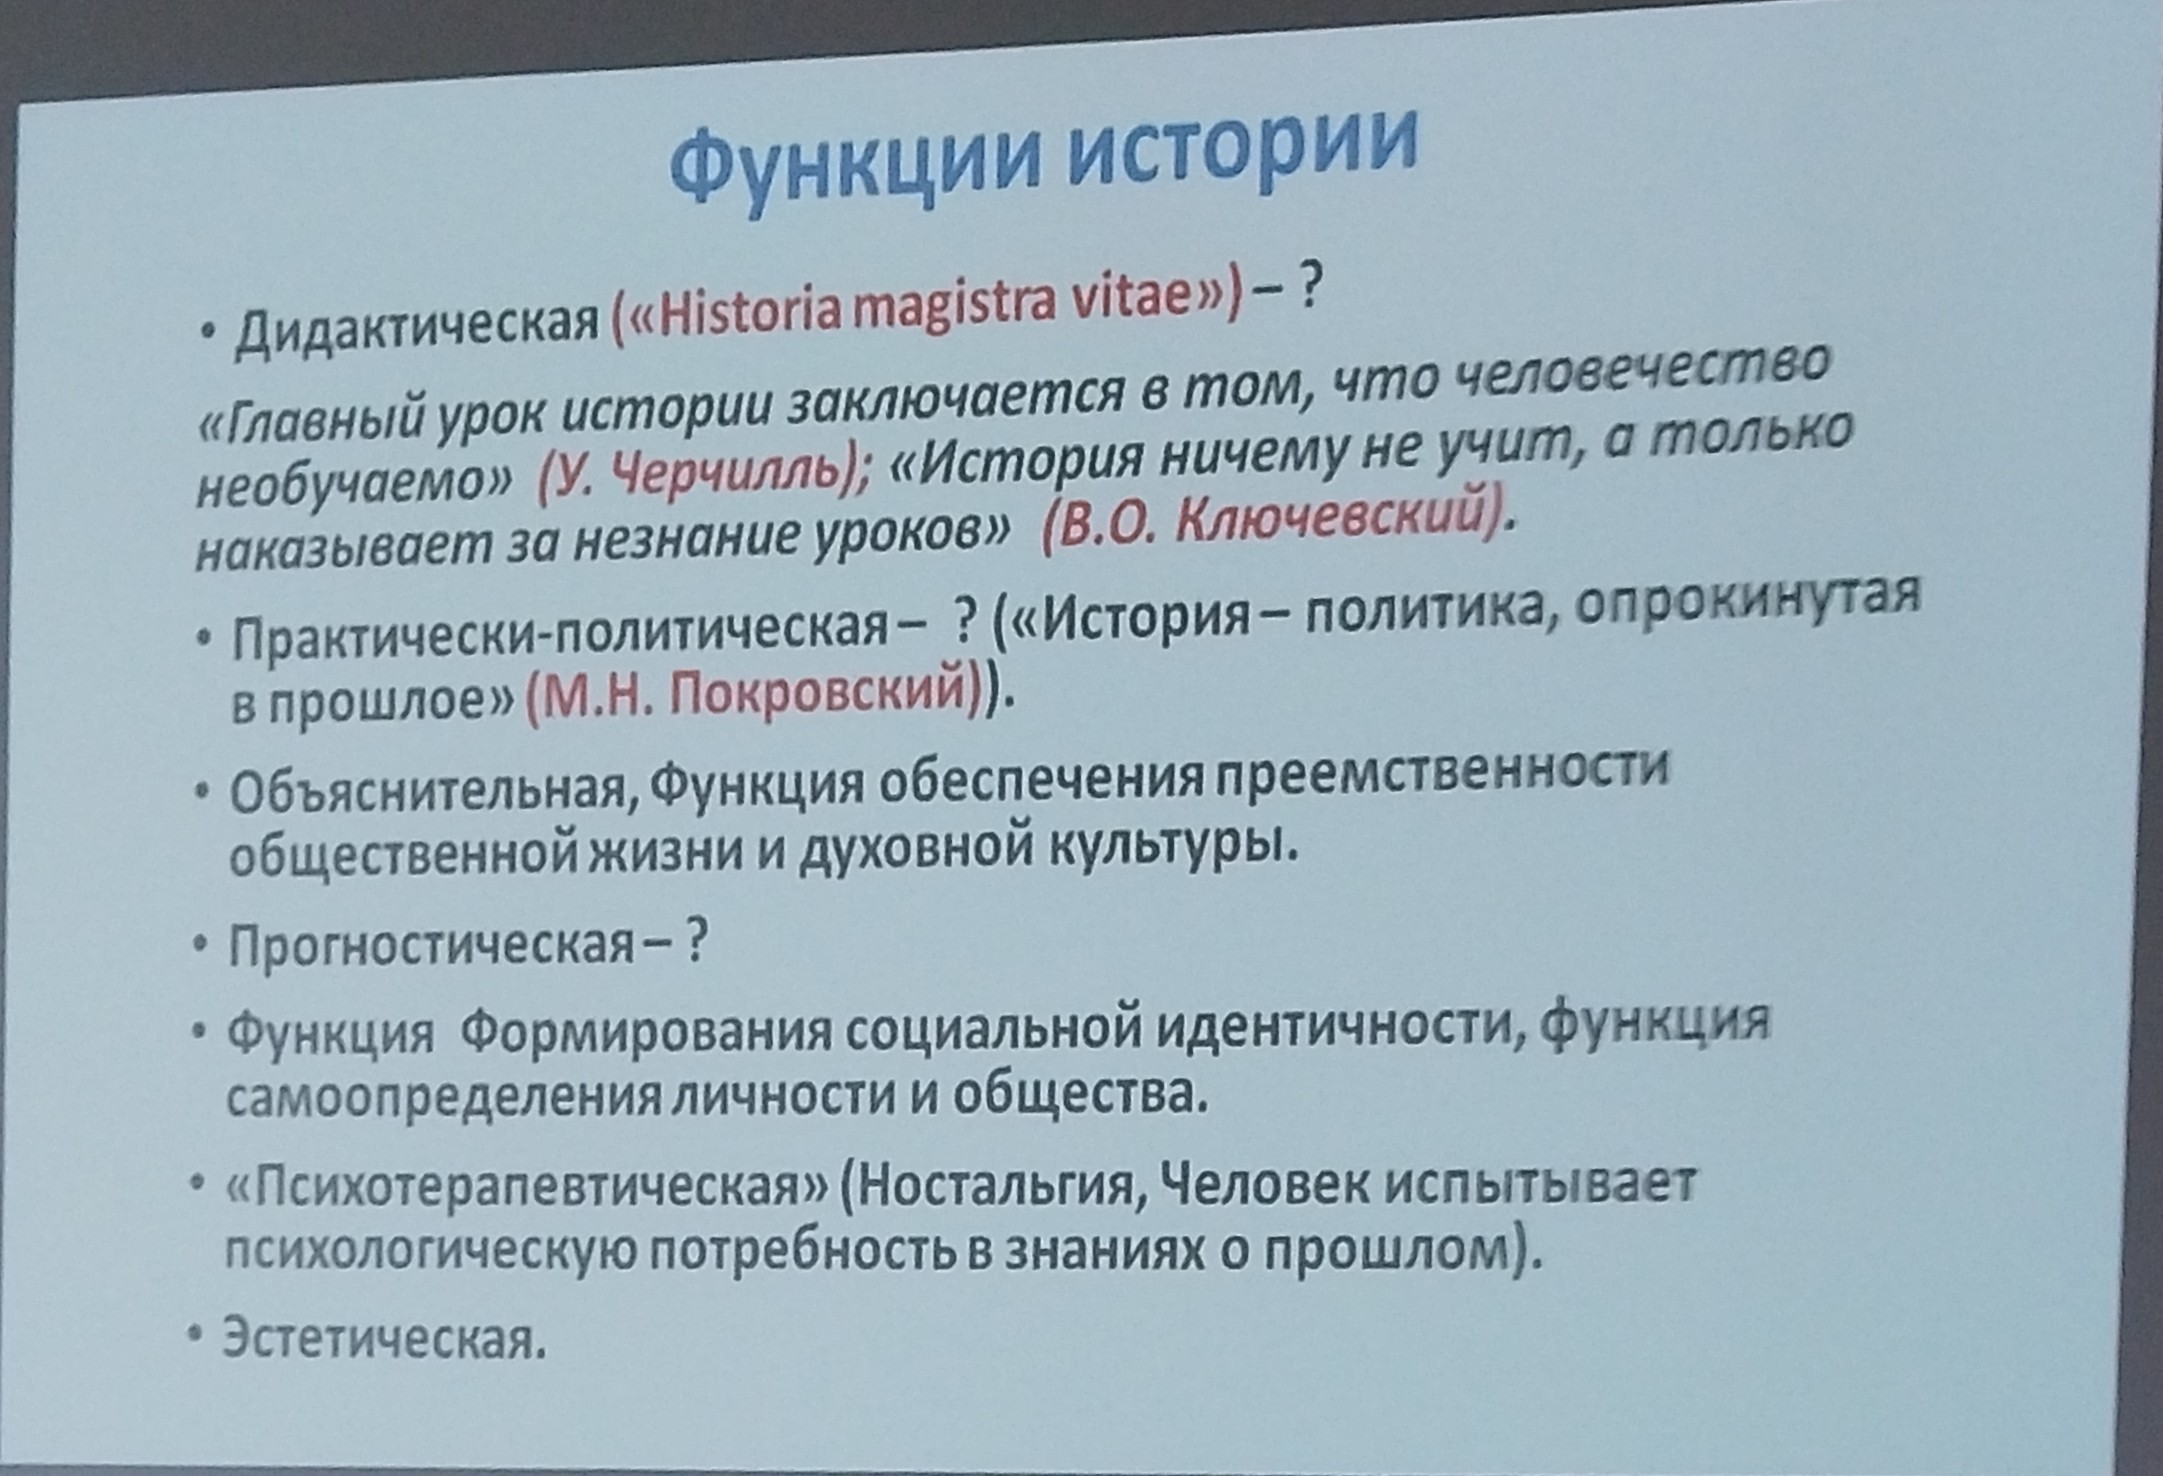 Функции истории
• Дидактическая («Historia magistra vitae») – ?
«Главный урок истории заключается в том, что человечество
необучаемо» (У. Черчилль); «История ничему не учит, а только
наказывает за незнание уроков» (В.О. Ключевский).
• Практически-политическая – ? («История – политика, опрокинутая
в прошлое» (М.Н. Покровский)).
• Объяснительная, Функция обеспечения преемственности
общественной жизни и духовной культуры.
• Прогностическая – ?
• Функция Формирования социальной идентичности, функция
самоопределения личности и общества.
• «Психотерапевтическая» (Ностальгия, Человек испытывает
психологическую потребность в знаниях о прошлом).
• Эстетическая.